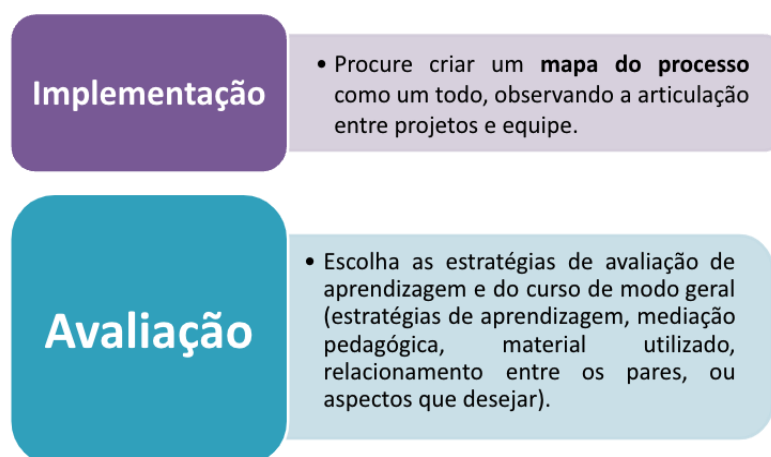 Implementação
• Procure criar um mapa do processo
como um todo, observando a articulação
entre projetos e equipe.
Avaliação
• Escolha as estratégias de avaliação de
aprendizagem e do curso de modo geral
(estratégias de aprendizagem, mediação
pedagógica, material utilizado,
relacionamento entre os pares, ou
aspectos que desejar).